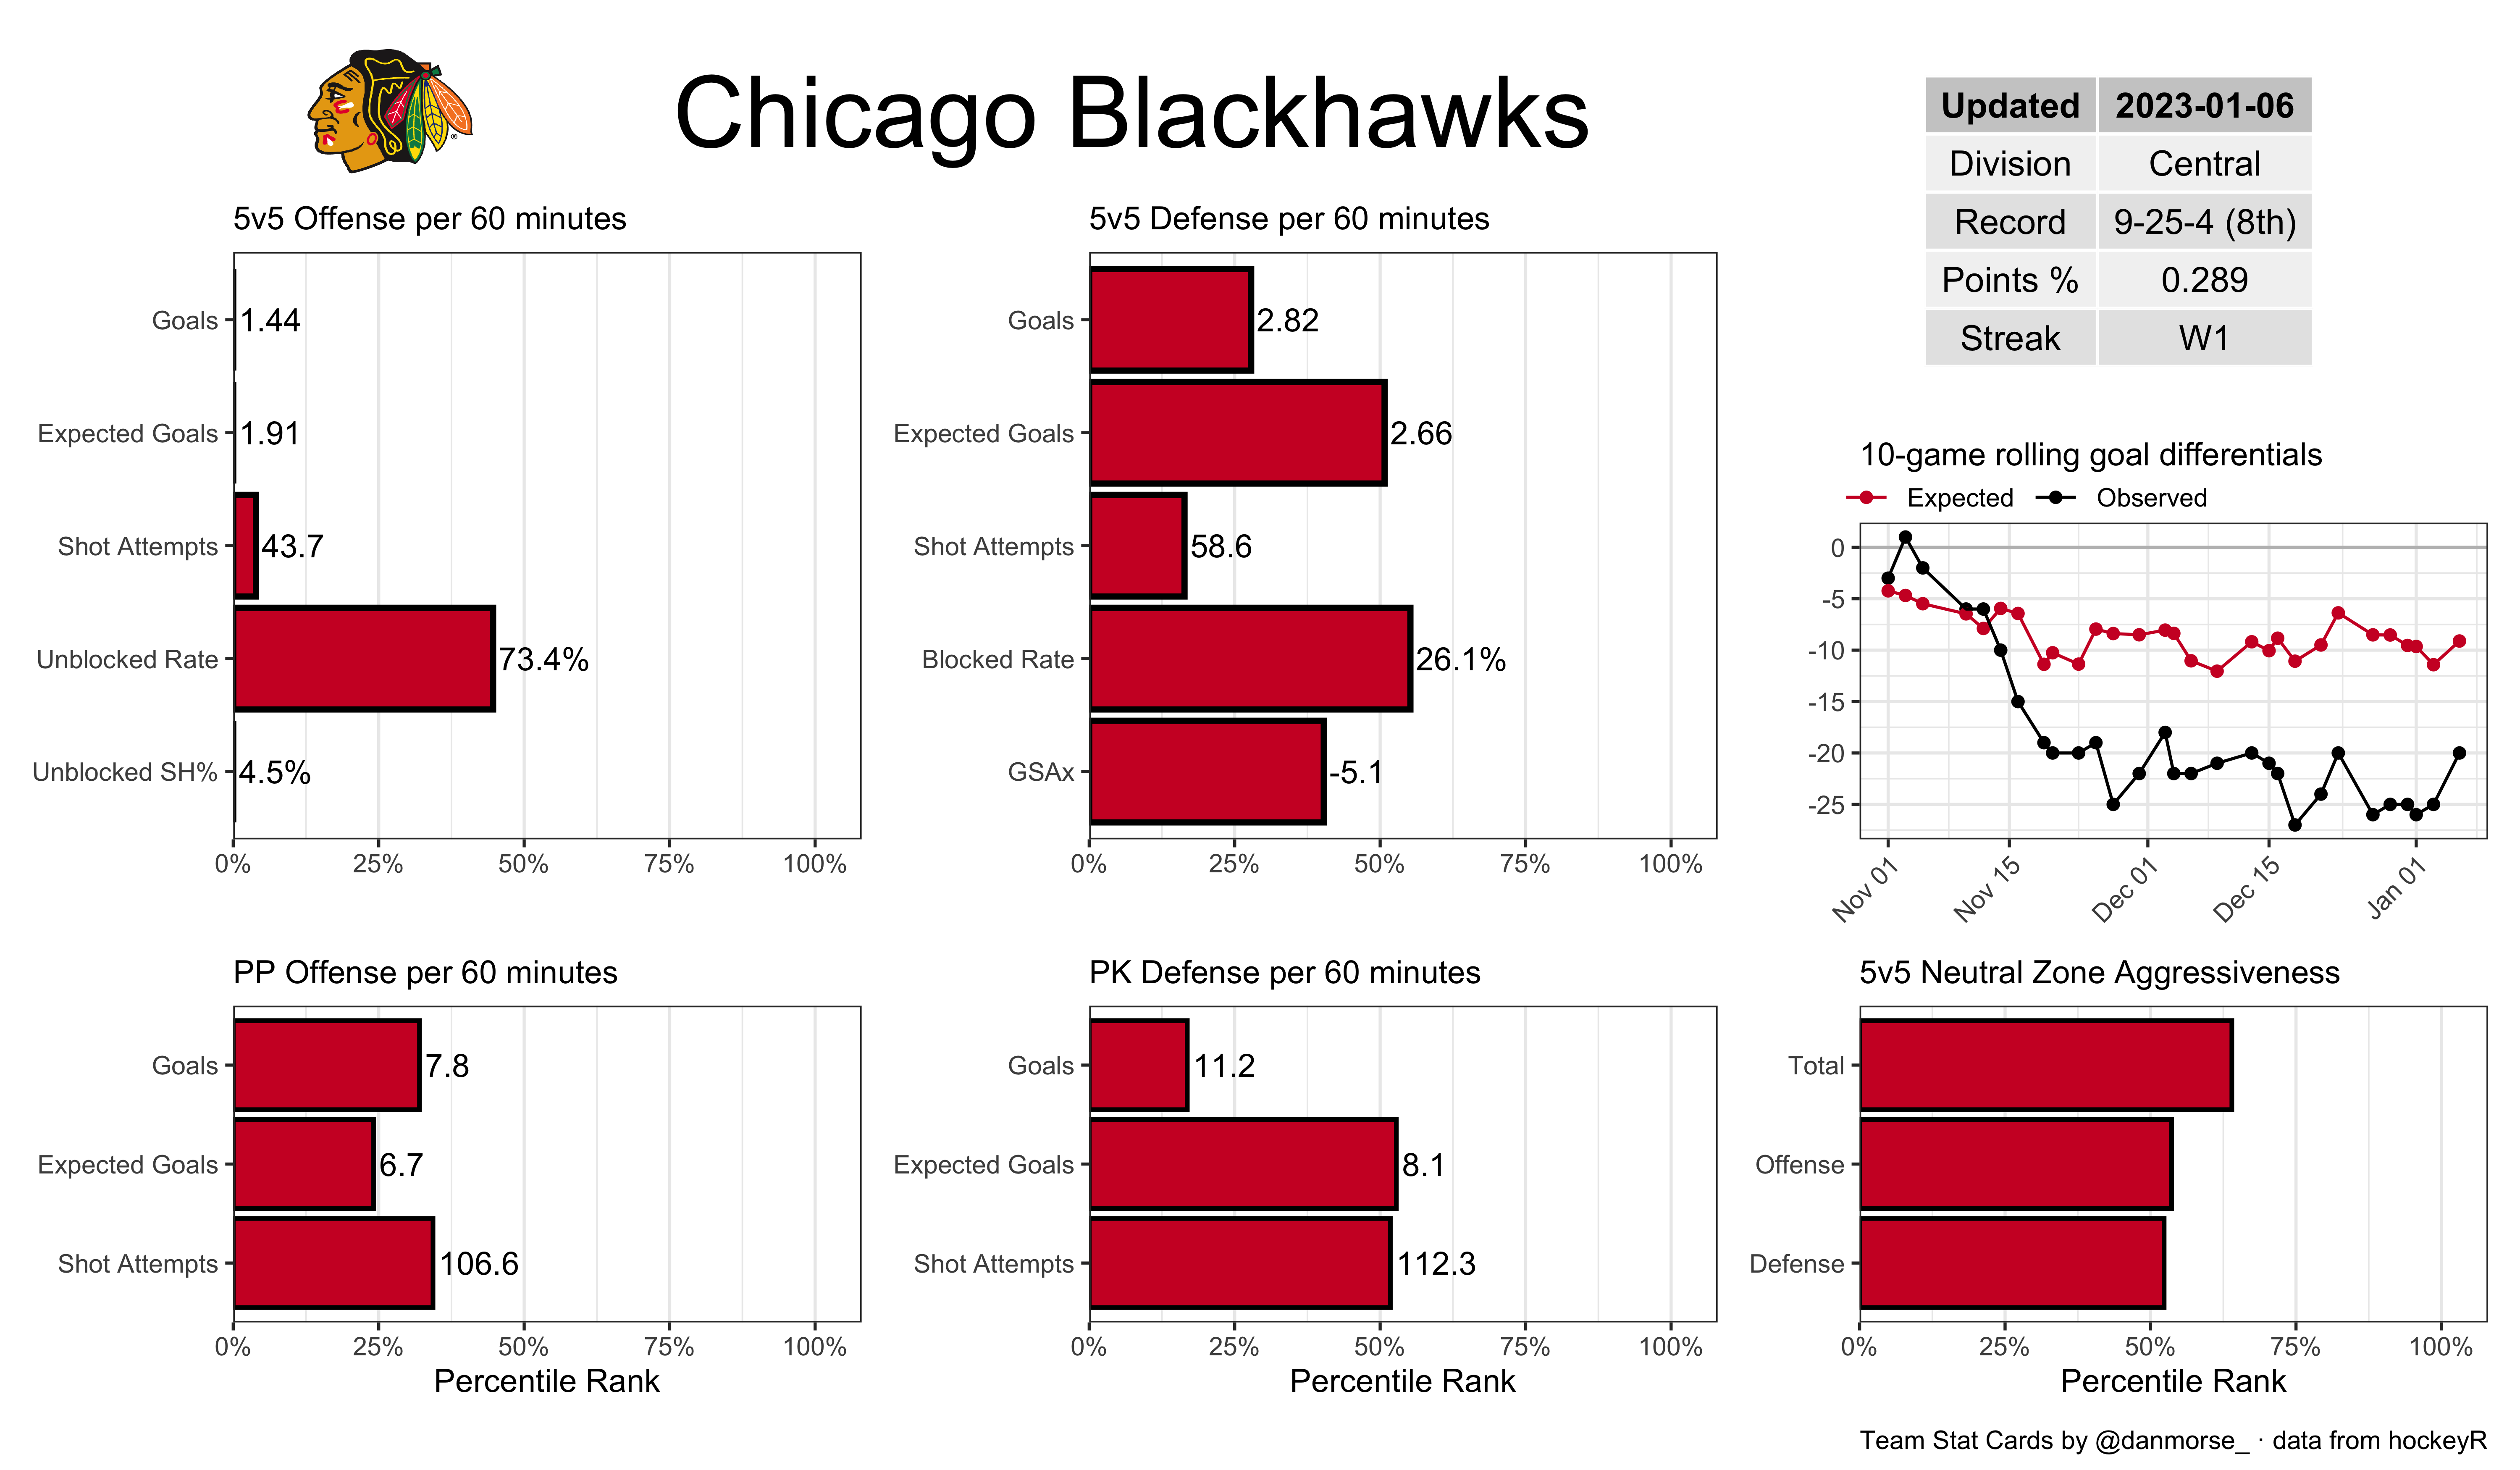 Chicago Blackhawks
Updated 2023-01-06
Division Central
Record 9-25-4 (8th)
Points % 0.289
Streak W1
5v5 Offense per 60 minutes
Goals 1.44
Expected Goals 1.91
Shot Attempts 43.7
Unblocked Rate 73.4%
Unblocked SH% 4.5%
0% 25% 50% 75% 100%
5v5 Defense per 60 minutes
Goals 2.82
Expected Goals 2.66
Shot Attempts 58.6
Blocked Rate 26.1%
GSAx -5.1
0% 25% 50% 75% 100%
10-game rolling goal differentials
Expected Observed
0
-5
-10
-15
-20
-25
Nov 01 Nov 15 Dec 01 Dec 15 Jan 01
PP Offense per 60 minutes
Goals 7.8
Expected Goals 6.7
Shot Attempts 106.6
0% 25% 50% 75% 100%
Percentile Rank
PK Defense per 60 minutes
Goals 11.2
Expected Goals 8.1
Shot Attempts 112.3
0% 25% 50% 75% 100%
Percentile Rank
5v5 Neutral Zone Aggressiveness
Total
Offense
Defense
0% 25% 50% 75% 100%
Percentile Rank
Team Stat Cards by @danmorse_ · data from hockeyR